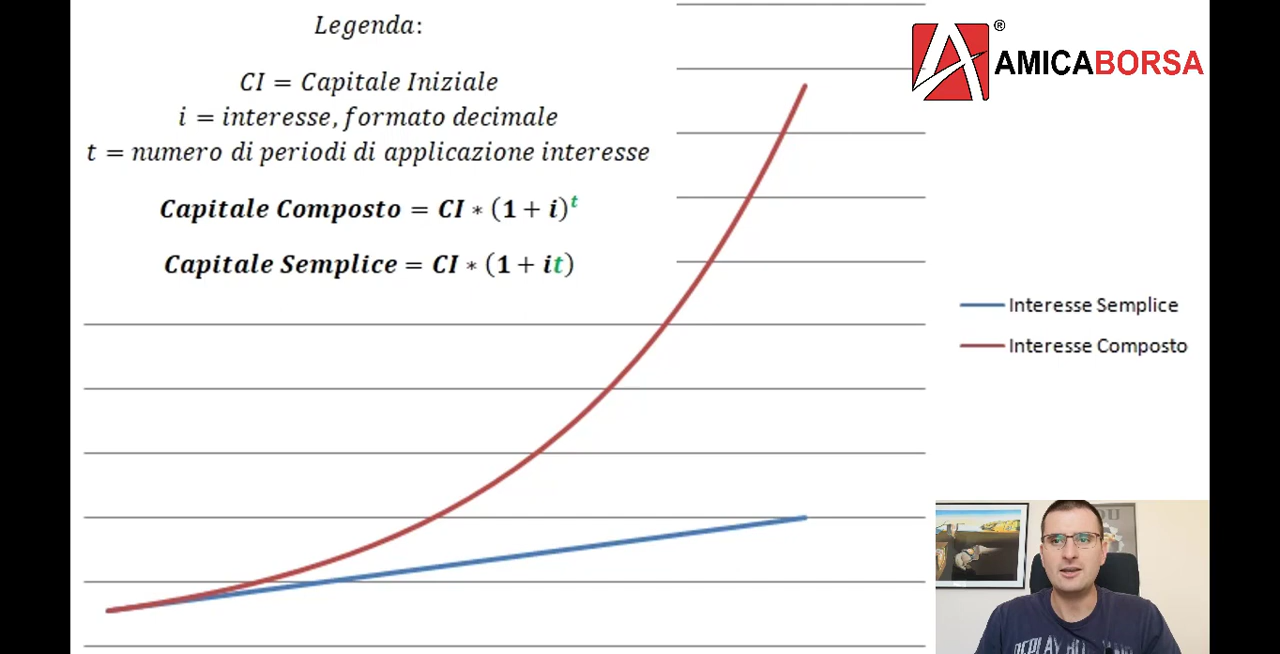 Legenda:
CI = Capitale Iniziale
i = interesse, formato decimale
t = numero di periodi di applicazione interesse
Capitale Composto = CI * (1 + i)^t
Capitale Semplice = CI * (1 + it)
AMICABORSA®
Interesse Semplice
Interesse Composto